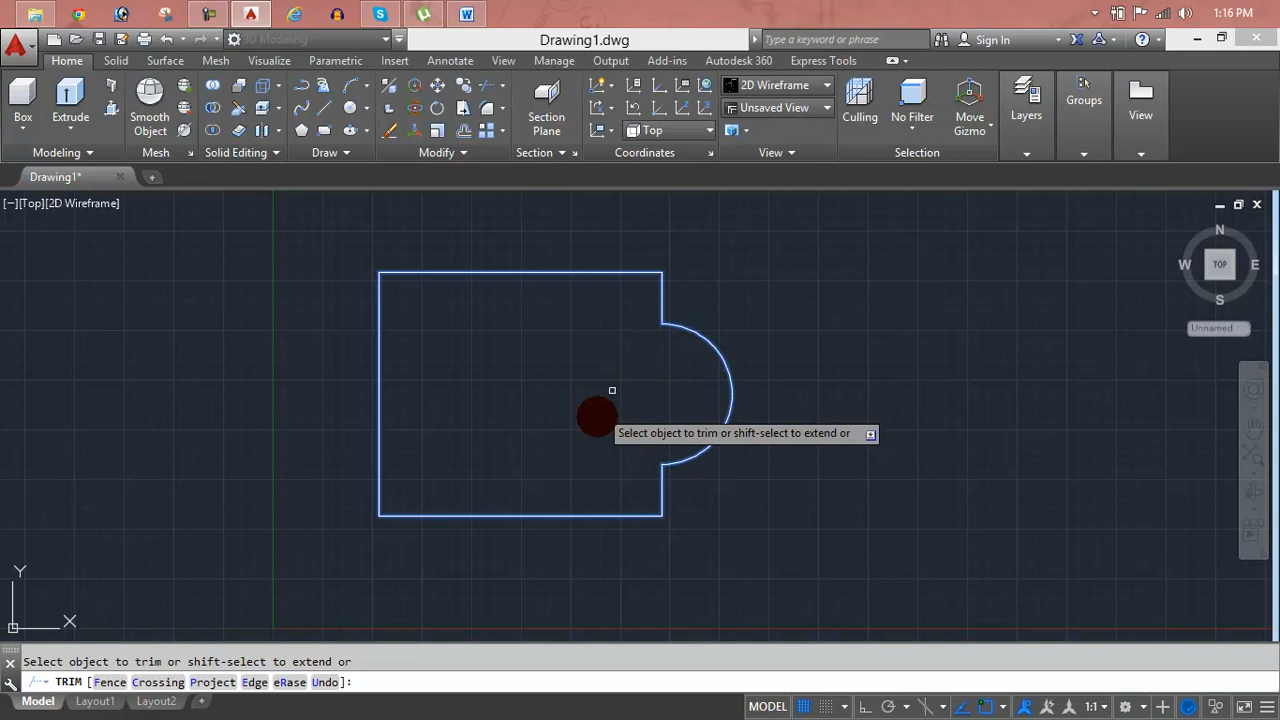 1:16 PM
3D Modeling
Drawing1.dwg
Type a keyword or phrase
Sign In
Home Solid Surface Mesh Visualize Parametric Insert Annotate View Manage Output Add-ins Autodesk 360 Express Tools
Box
Extrude
Smooth
Object
Section
Plane
Top
2D Wireframe
Unsaved View
Culling
No Filter
Move
Gizmo
Layers
Groups
View
Modeling
Mesh
Solid Editing
Draw
Modify
Section
Coordinates
View
Selection
Drawing1*
[−][Top][2D Wireframe]
N
W TOP E
S
Unnamed
Select object to trim or shift-select to extend or
Y
X
Select object to trim or shift-select to extend or
TRIM [Fence Crossing Project Edge eRase Undo]:
Model Layout1 Layout2
MODEL
1:1